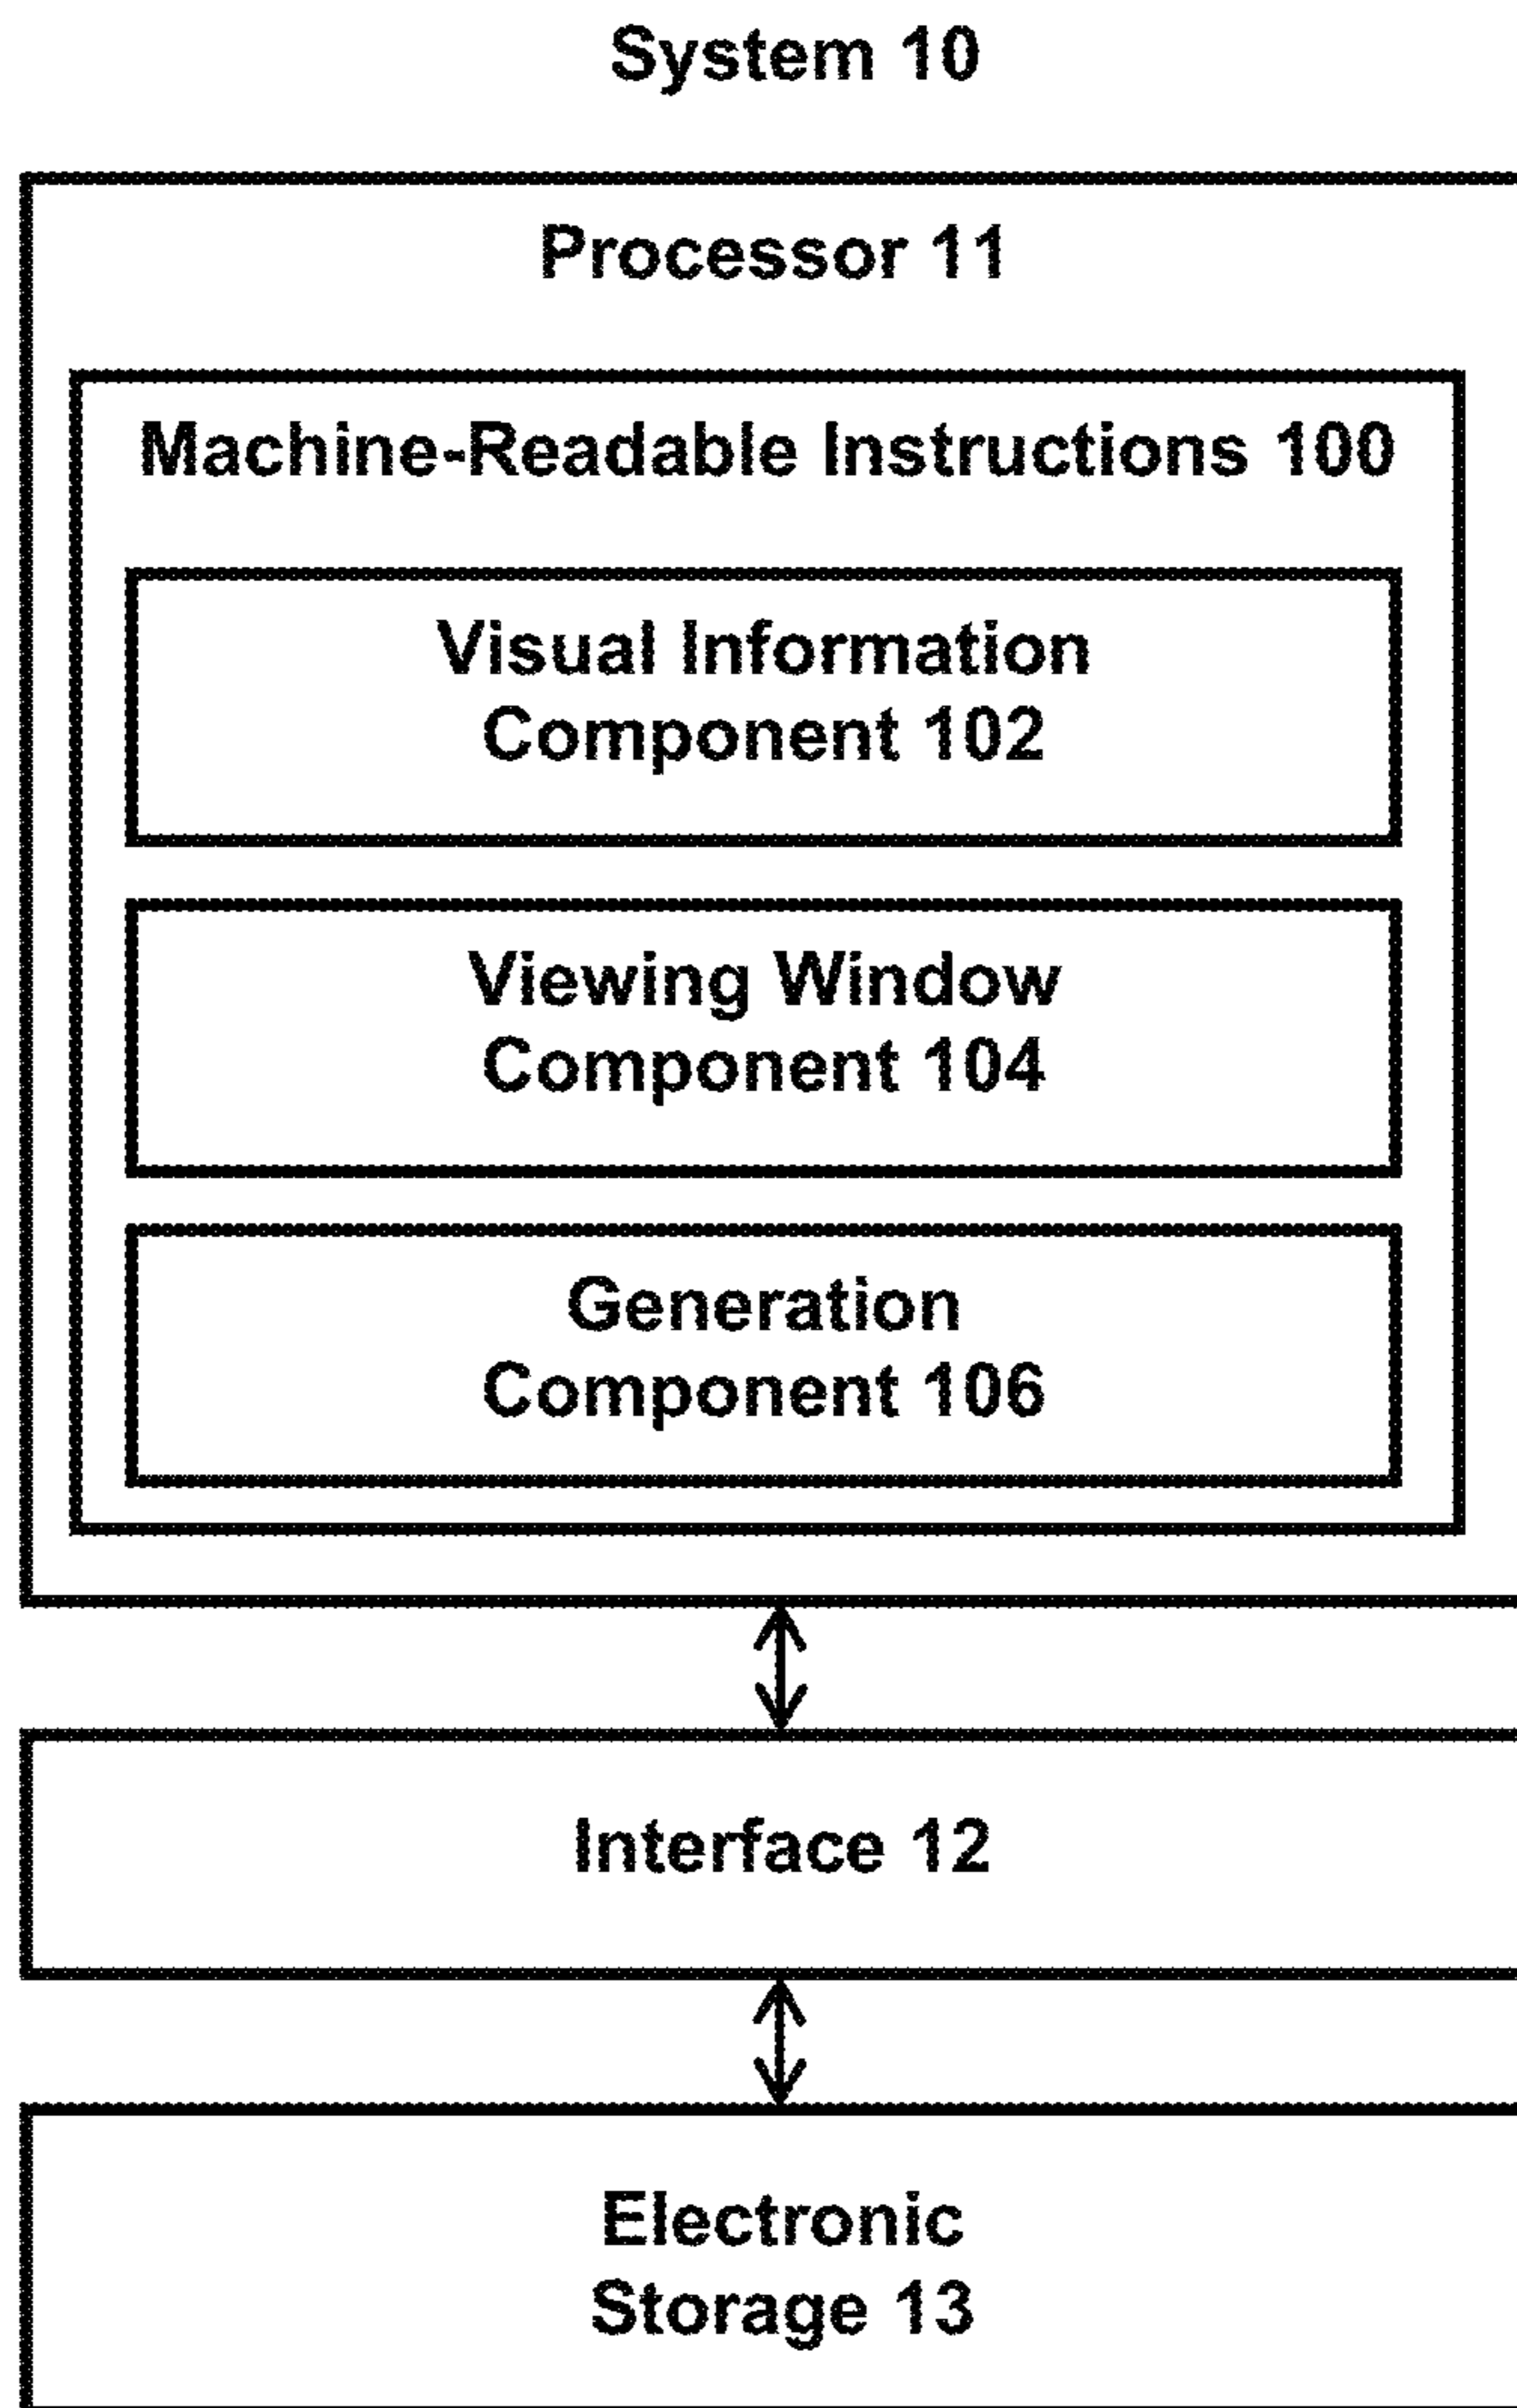 System 10
Processor 11
Machine-Readable Instructions 100
Visual Information
Component 102
Viewing Window
Component 104
Generation
Component 106
Interface 12
Electronic
Storage 13